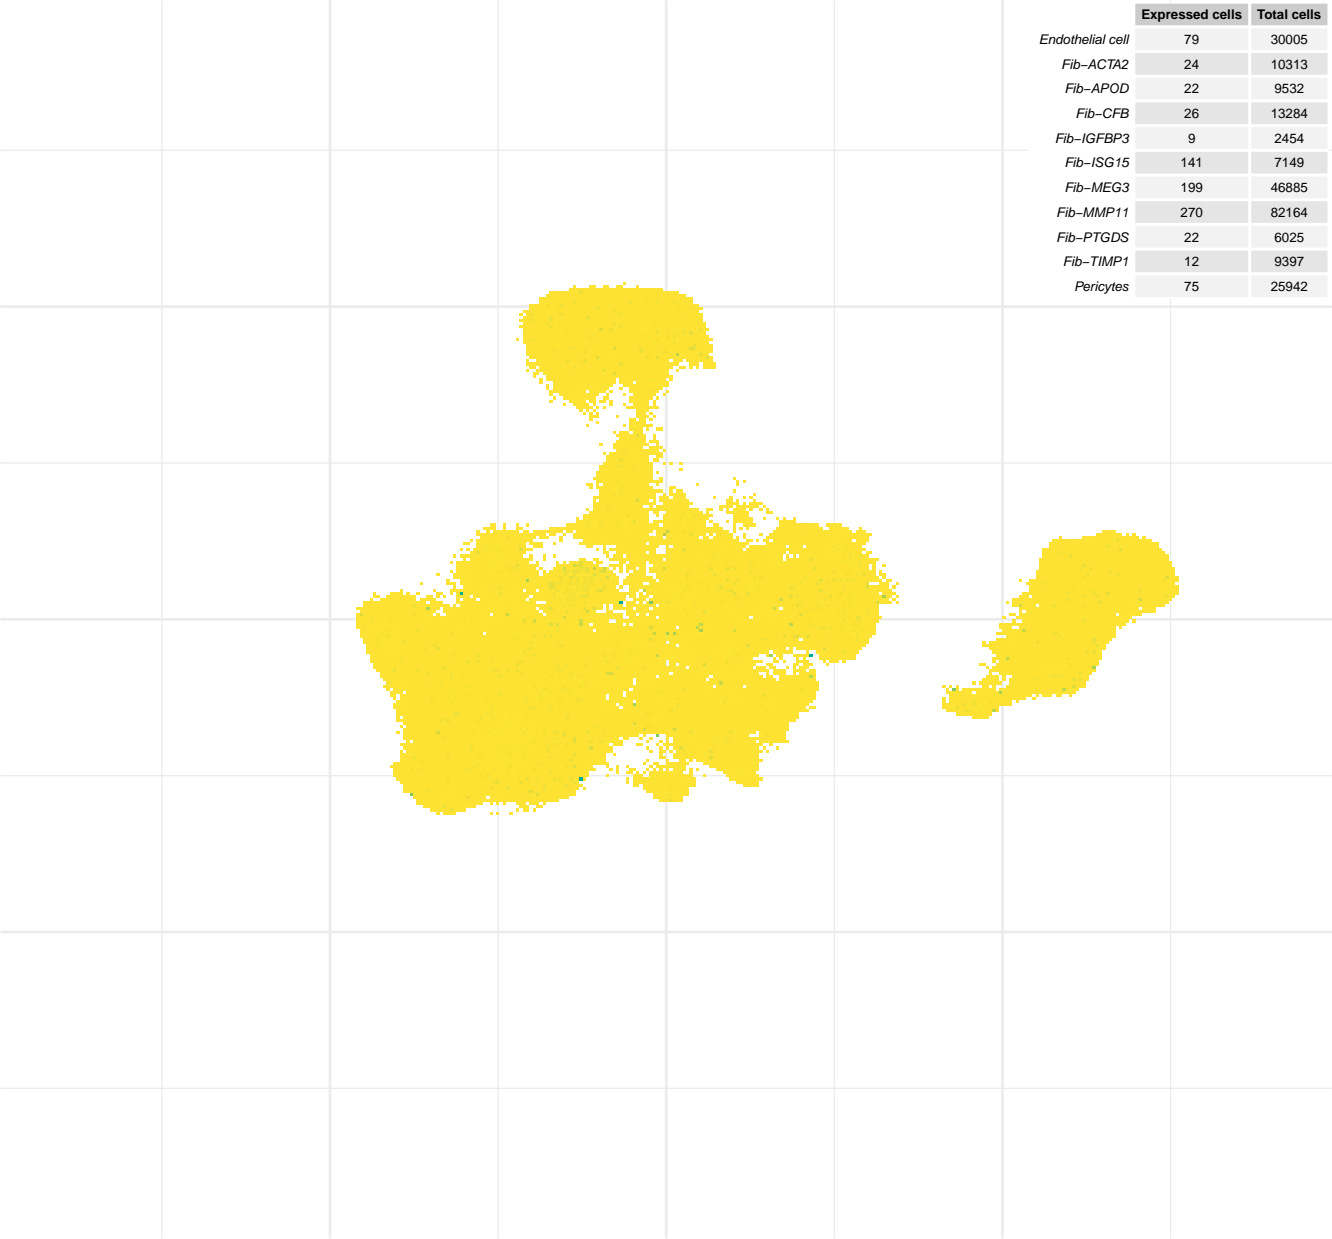 Expressed cells Total cells
Endothelial cell 79 30005
Fib−ACTA2 24 10313
Fib−APOD 22 9532
Fib−CFB 26 13284
Fib−IGFBP3 9 2454
Fib−ISG15 141 7149
Fib−MEG3 199 46885
Fib−MMP11 270 82164
Fib−PTGDS 22 6025
Fib−TIMP1 12 9397
Pericytes 75 25942